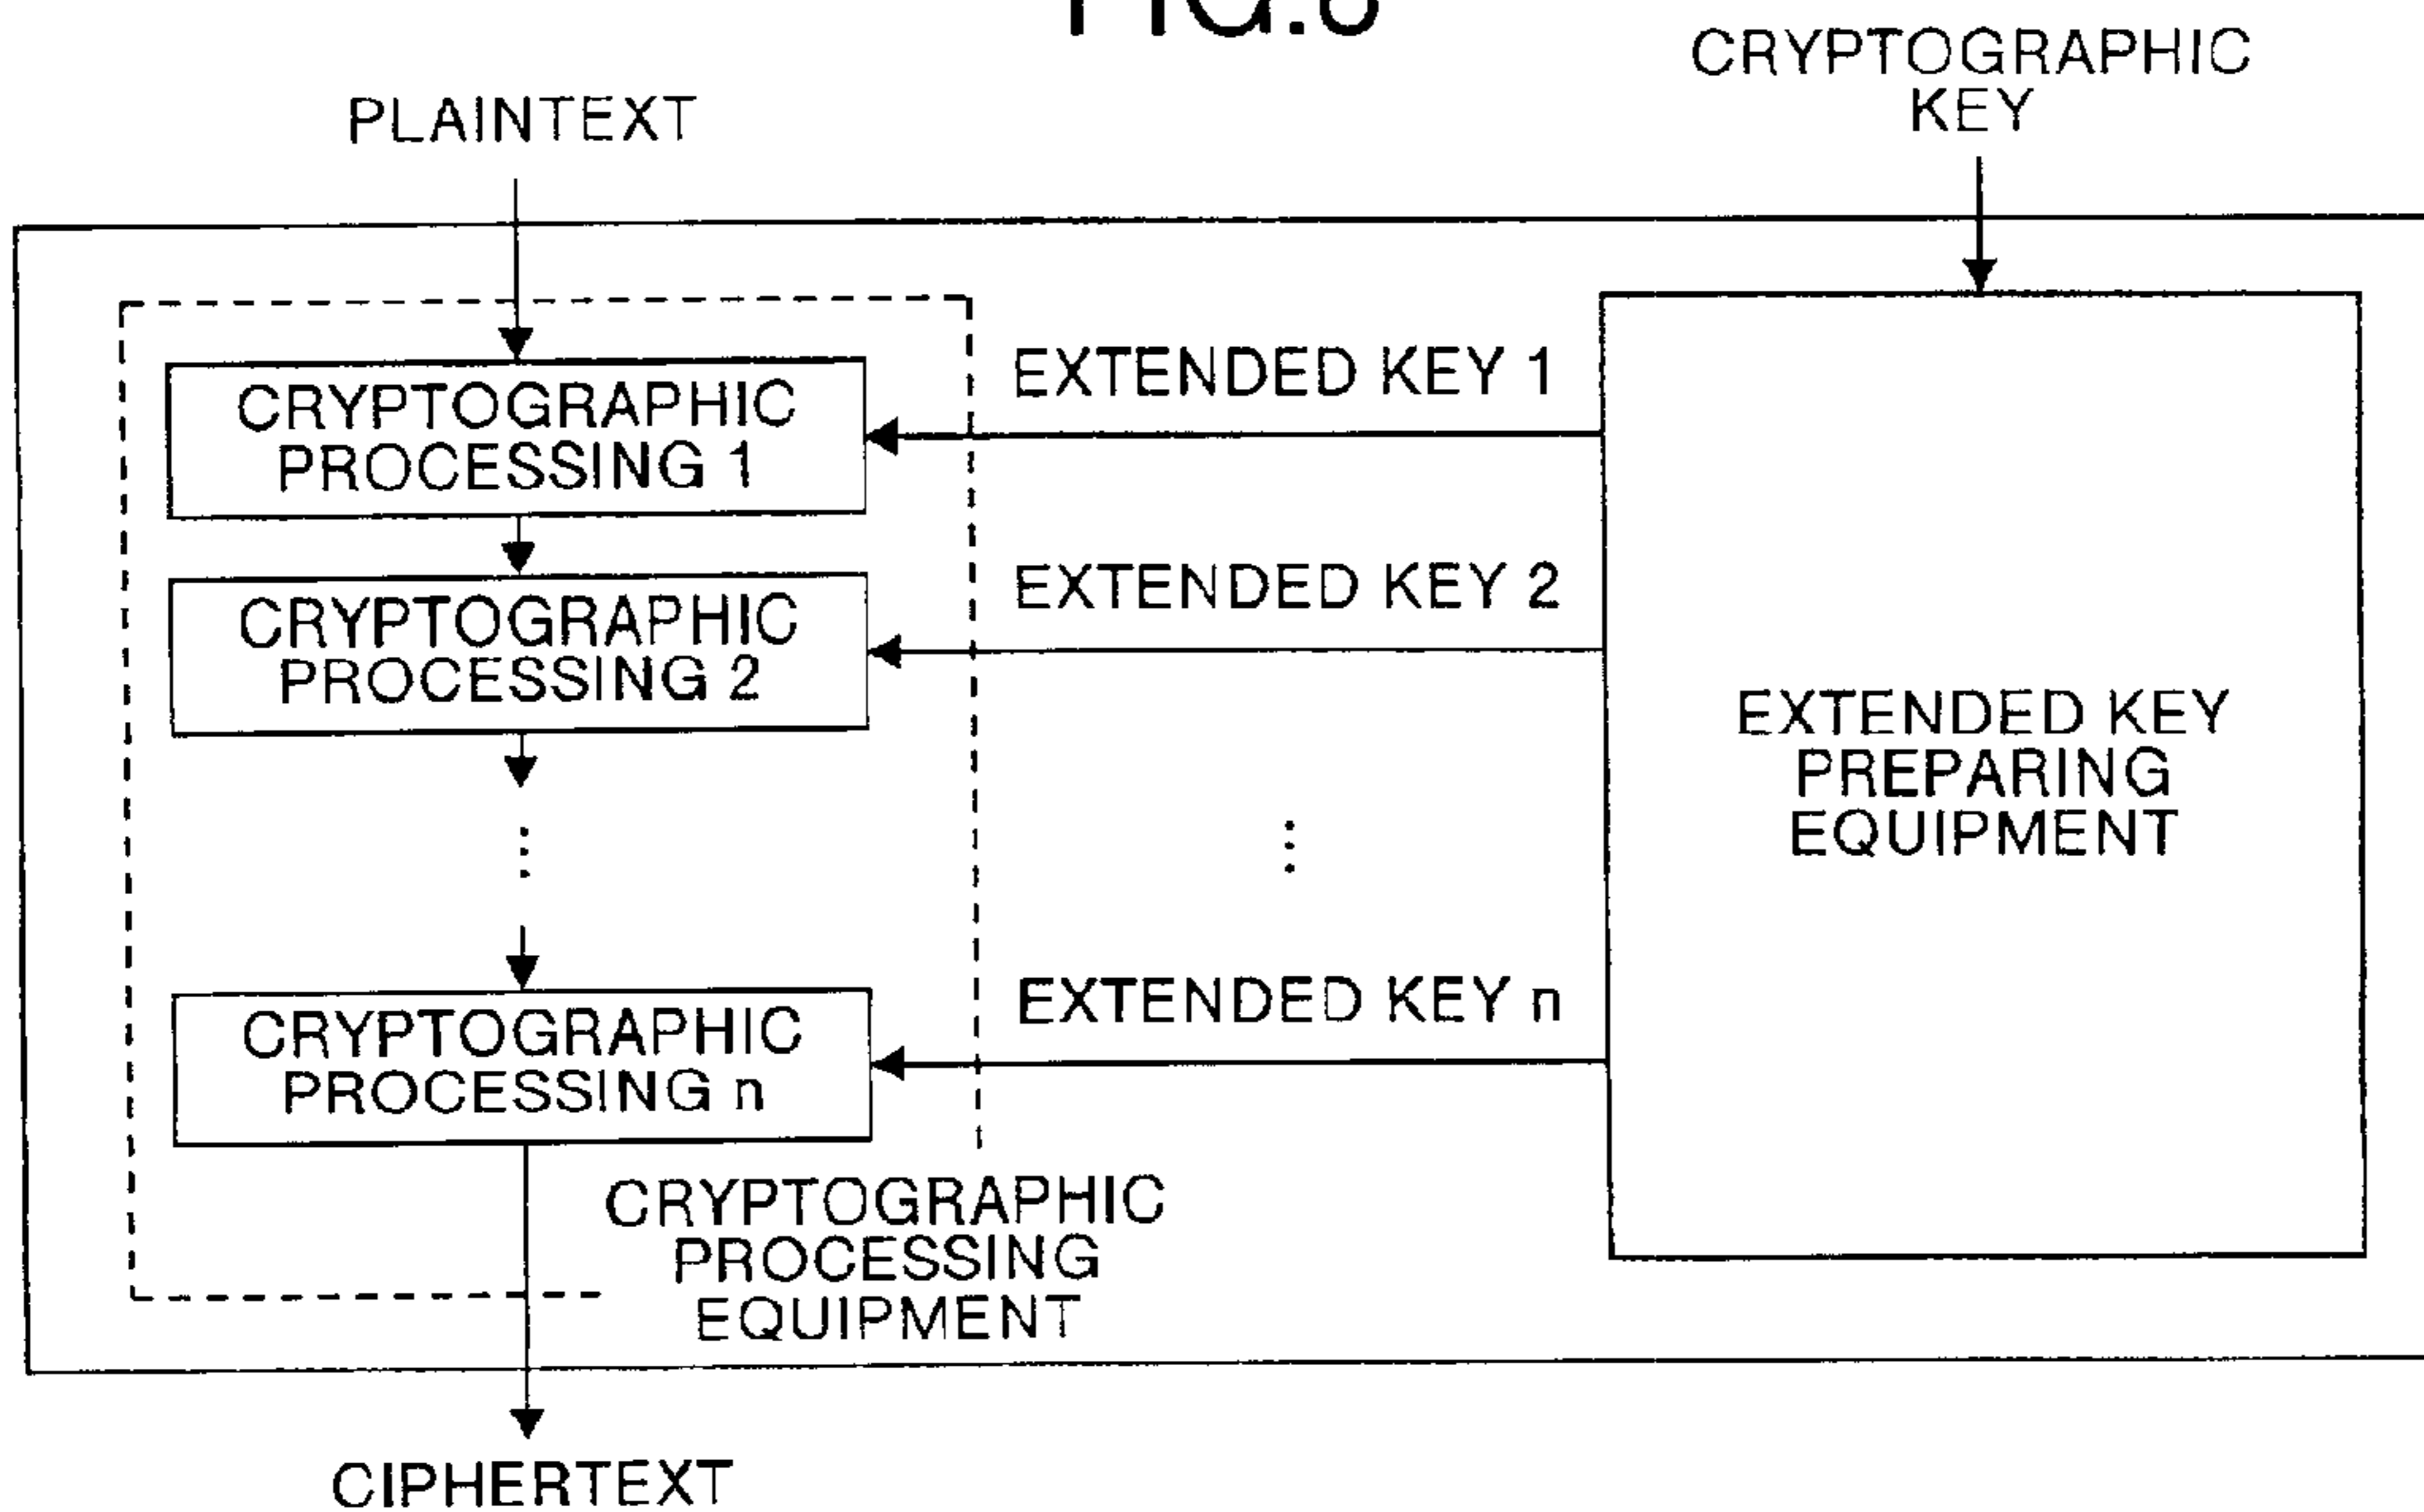 CRYPTOGRAPHIC
KEY
PLAINTEXT
CRYPTOGRAPHIC
PROCESSING 1
EXTENDED KEY 1
CRYPTOGRAPHIC
PROCESSING 2
EXTENDED KEY 2
EXTENDED KEY
PREPARING
EQUIPMENT
CRYPTOGRAPHIC
PROCESSING n
EXTENDED KEY n
CRYPTOGRAPHIC
PROCESSING
EQUIPMENT
CIPHERTEXT